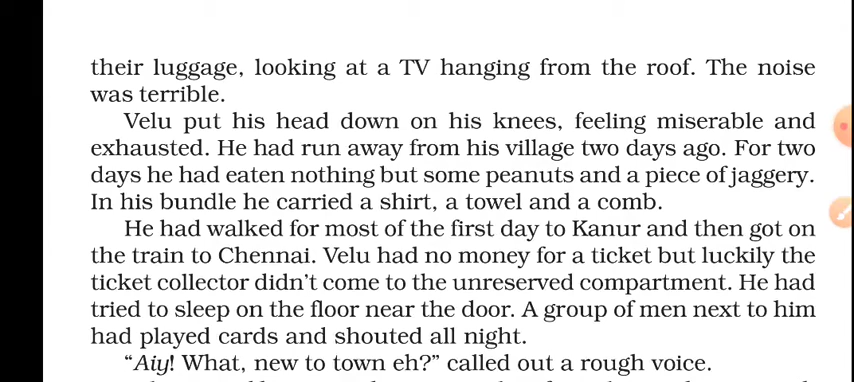 their luggage, looking at a TV hanging from the roof. The noise
was terrible.
Velu put his head down on his knees, feeling miserable and
exhausted. He had run away from his village two days ago. For two
days he had eaten nothing but some peanuts and a piece of jaggery.
In his bundle he carried a shirt, a towel and a comb.
He had walked for most of the first day to Kanur and then got on
the train to Chennai. Velu had no money for a ticket but luckily the
ticket collector didn’t come to the unreserved compartment. He had
tried to sleep on the floor near the door. A group of men next to him
had played cards and shouted all night.
“Aiy! What, new to town eh?” called out a rough voice.